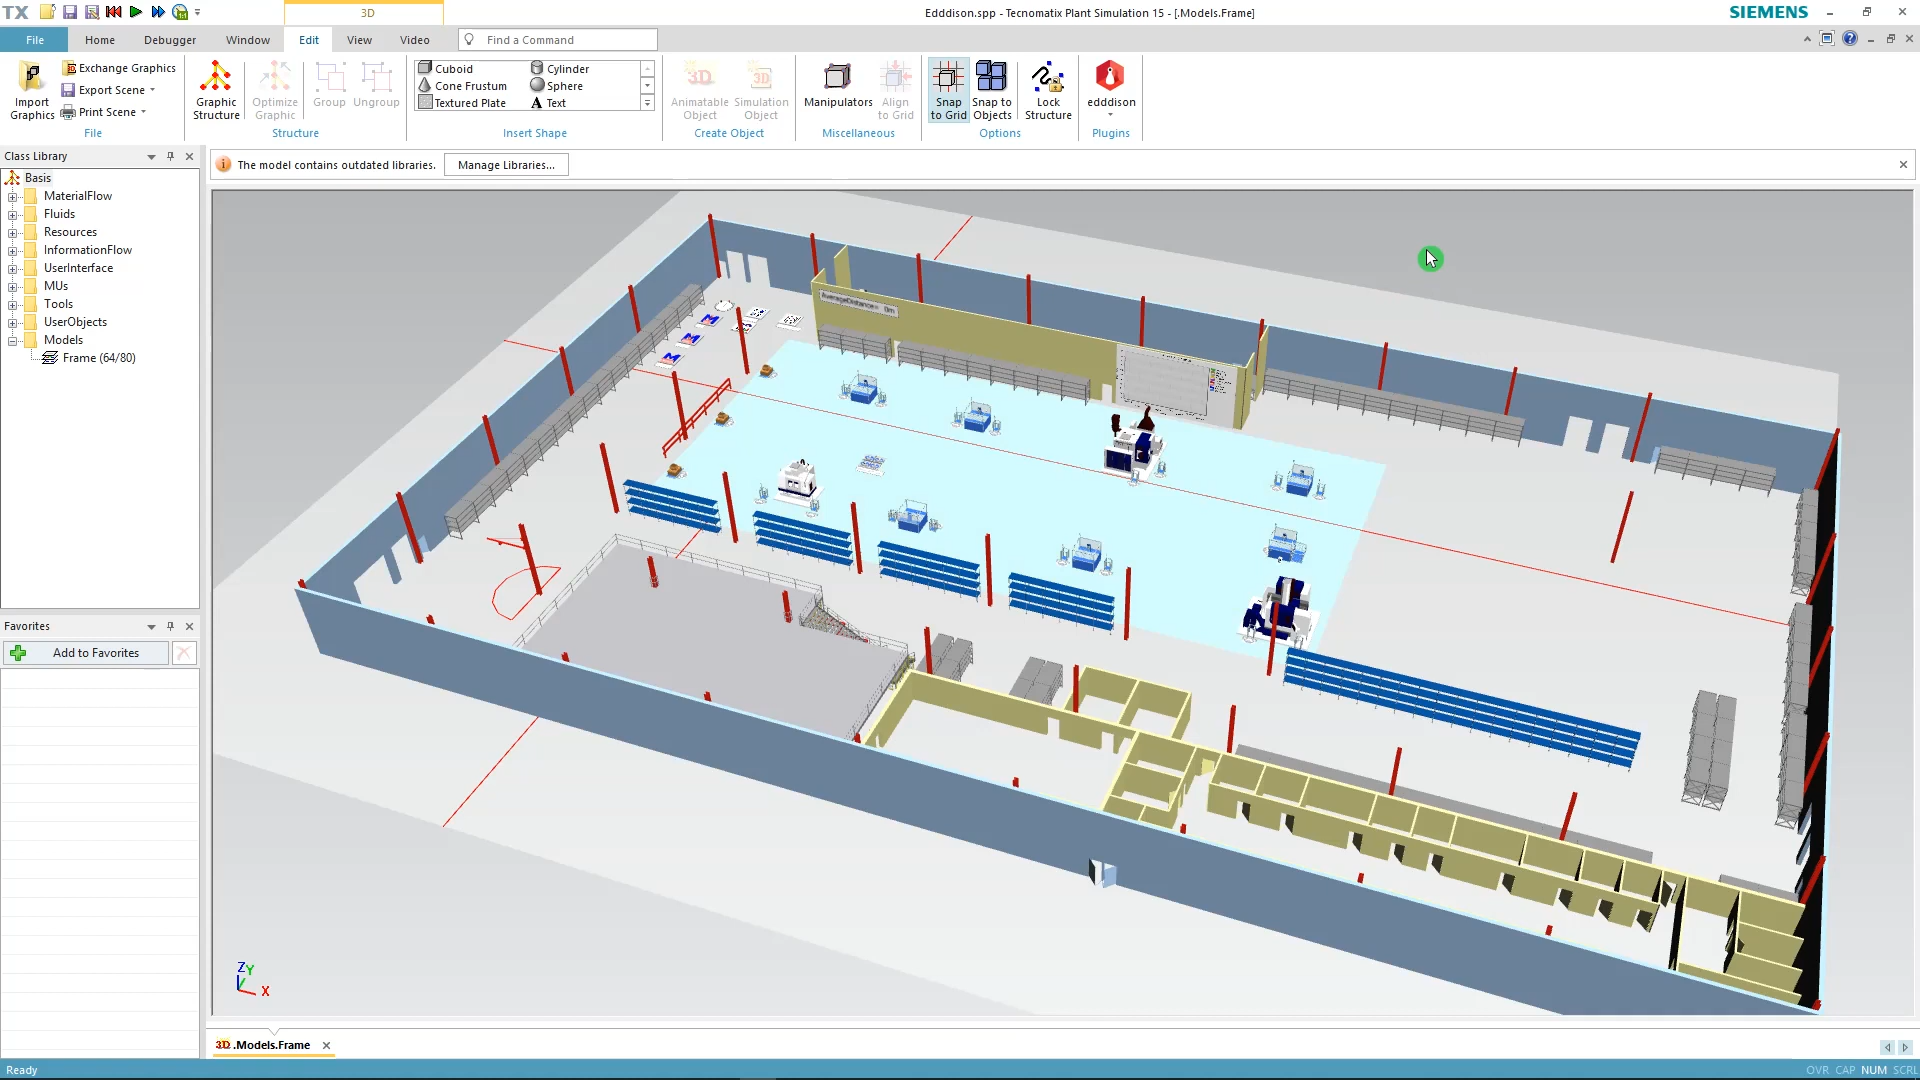 TX
3D
Edddison.spp - Tecnomatix Plant Simulation 15 - [.Models.Frame]
SIEMENS
File
Home
Debugger
Window
Edit
View
Video
Find a Command
Import Graphics
Exchange Graphics
Export Scene
Print Scene
File
Graphic Structure
Optimize Graphic
Group
Ungroup
Structure
Cuboid
Cylinder
Cone Frustum
Sphere
Textured Plate
A Text
Insert Shape
3D
Animatable Object
3D
Simulation Object
Create Object
Manipulators
Align to Grid
Miscellaneous
Snap to Grid
Snap to Objects
Lock Structure
Options
edddison
Plugins
Class Library
The model contains outdated libraries.
Manage Libraries...
Basis
MaterialFlow
Fluids
Resources
InformationFlow
UserInterface
MUs
Tools
UserObjects
Models
Frame (64/80)
Favorites
Add to Favorites
AverageDistance= 0m
M
M
M
Z
Y
X
3D .Models.Frame
Ready
OVR CAP NUM SCRL